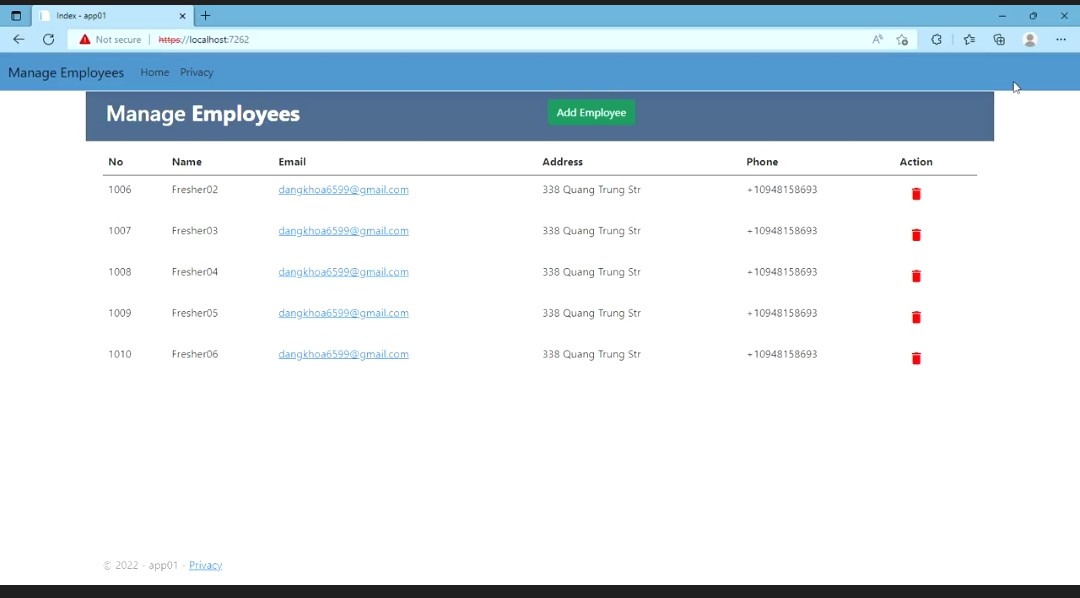 Index - app01
Not secure https://localhost:7262
Manage Employees Home Privacy
Manage Employees Add Employee
No Name Email Address Phone Action
1006 Fresher02 dangkhoa6599@gmail.com 338 Quang Trung Str +10948158693
1007 Fresher03 dangkhoa6599@gmail.com 338 Quang Trung Str +10948158693
1008 Fresher04 dangkhoa6599@gmail.com 338 Quang Trung Str +10948158693
1009 Fresher05 dangkhoa6599@gmail.com 338 Quang Trung Str +10948158693
1010 Fresher06 dangkhoa6599@gmail.com 338 Quang Trung Str +10948158693
© 2022 - app01 - Privacy